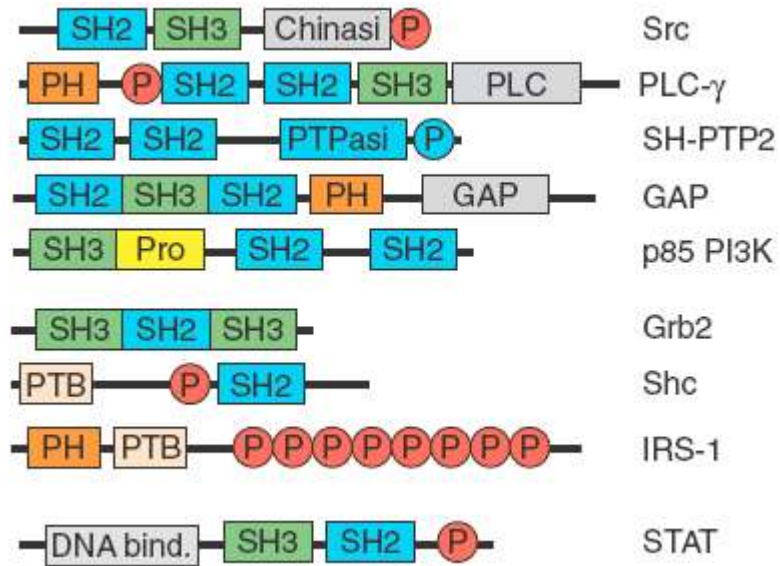 SH2 SH3 Chinasi P Src
PH P SH2 SH2 SH3 PLC PLC-γ
SH2 SH2 PTPasi P SH-PTP2
SH2 SH3 SH2 PH GAP GAP
SH3 Pro SH2 SH2 p85 PI3K
SH3 SH2 SH3 Grb2
PTB P SH2 Shc
PH PTB P P P P P P P P IRS-1
DNA bind. SH3 SH2 P STAT